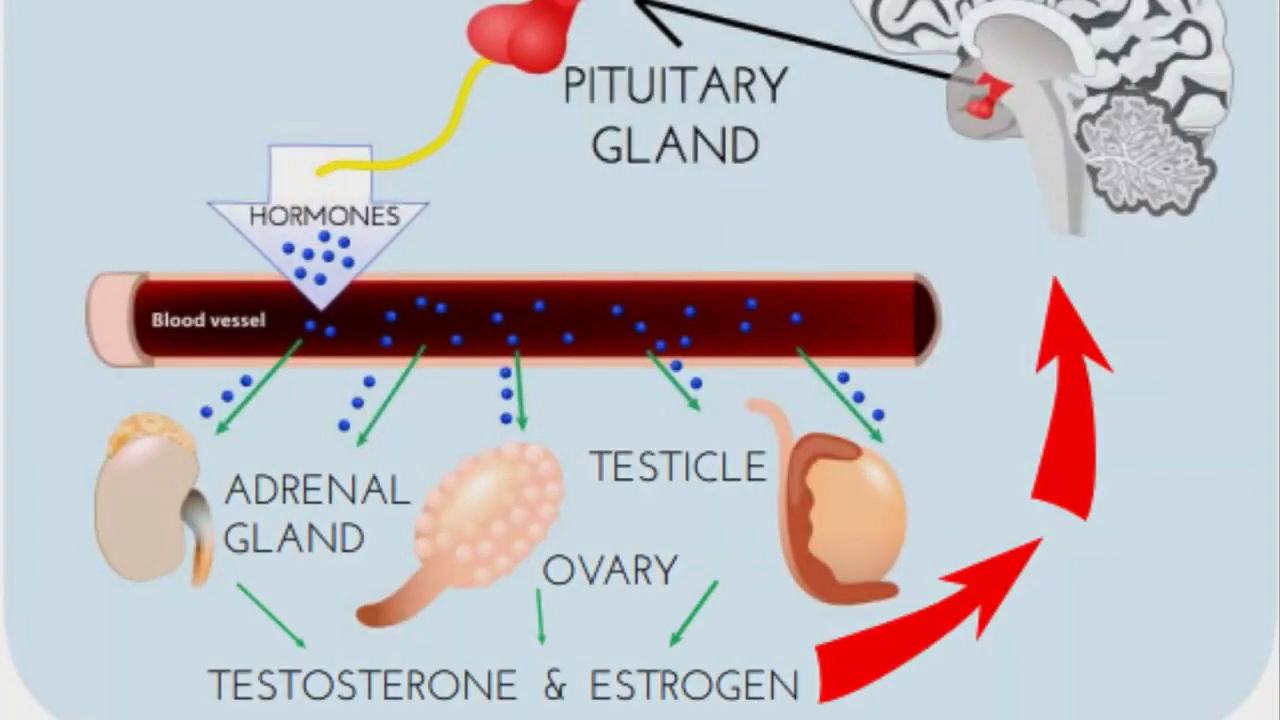 PITUITARY
GLAND
HORMONES
Blood vessel
TESTICLE
ADRENAL
GLAND
OVARY
TESTOSTERONE & ESTROGEN